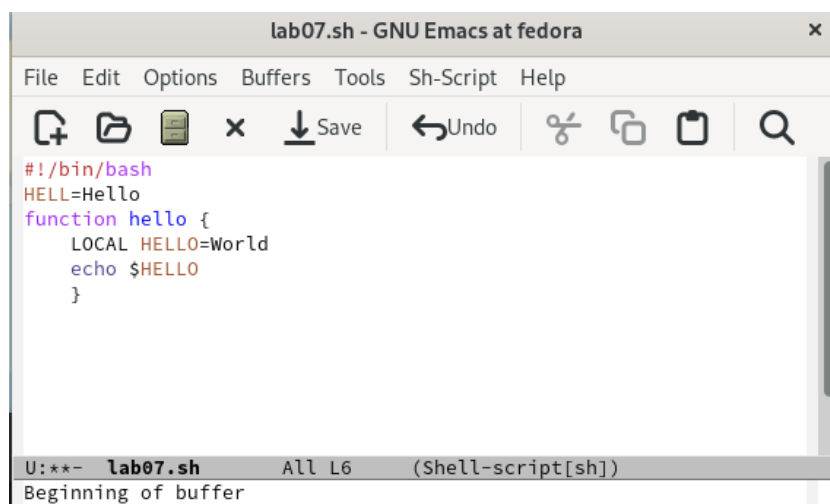 lab07.sh - GNU Emacs at fedora ×
File Edit Options Buffers Tools Sh-Script Help
Save Undo
#!/bin/bash
HELL=Hello
function hello {
    LOCAL HELLO=World
    echo $HELLO
    }
U:**-  lab07.sh       All L6     (Shell-script[sh])
Beginning of buffer